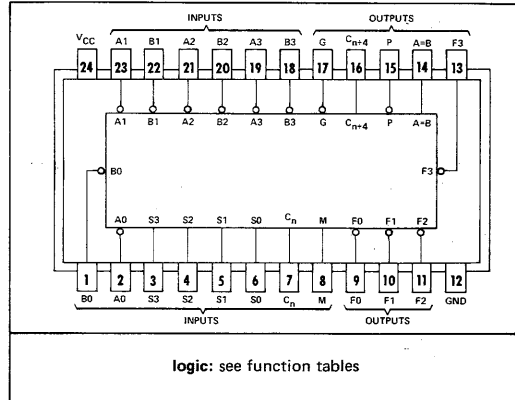 INPUTS OUTPUTS
VCC A1 B1 A2 B2 A3 B3 G Cn+4 P A=B F3
24 23 22 21 20 19 18 17 16 15 14 13
A1 B1 A2 B2 A3 B3 G Cn+4 P A=B
B0 F3
A0 S3 S2 S1 S0 Cn M F0 F1 F2
1 2 3 4 5 6 7 8 9 10 11 12
B0 A0 S3 S2 S1 S0 Cn M F0 F1 F2 GND
INPUTS OUTPUTS
logic: see function tables